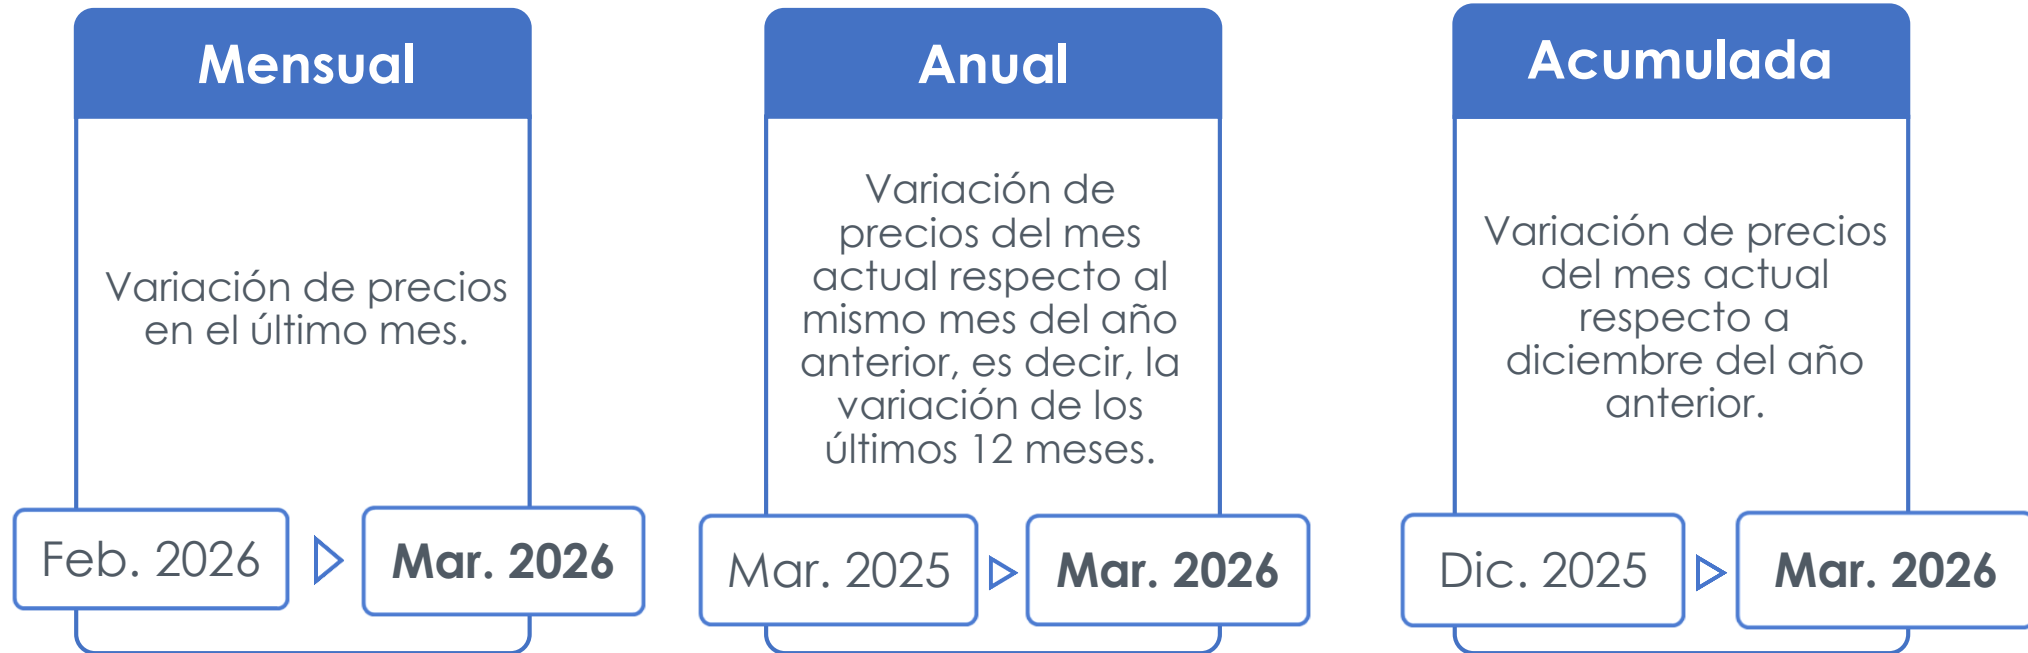 Mensual
Variación de precios
en el último mes.
Feb. 2026
Mar. 2026
Anual
Variación de
precios del mes
actual respecto al
mismo mes del año
anterior, es decir, la
variación de los
últimos 12 meses.
Mar. 2025
Mar. 2026
Acumulada
Variación de precios
del mes actual
respecto a
diciembre del año
anterior.
Dic. 2025
Mar. 2026